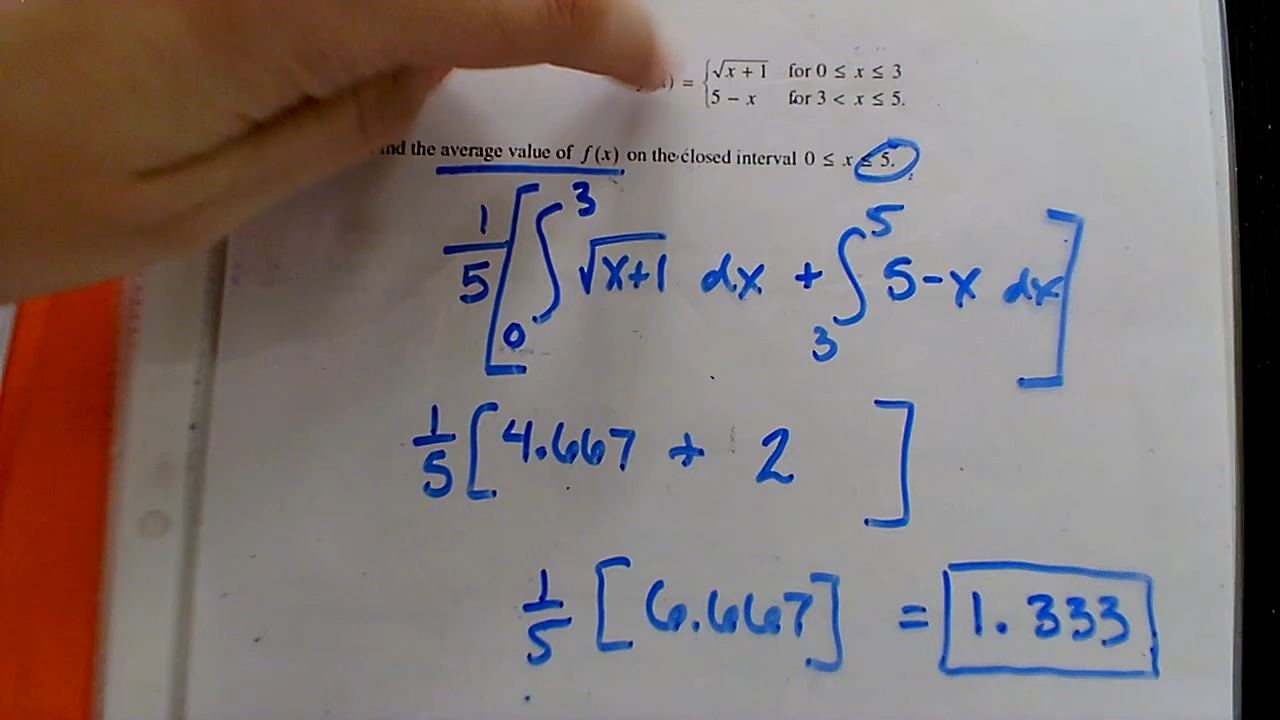 ) = { √x + 1 for 0 ≤ x ≤ 3
5 − x for 3 < x ≤ 5.
the average value of f(x) on the closed interval 0 ≤ x ≤ 5.
1/5 [ ∫₀³ √x+1 dx + ∫₃⁵ 5-x dx ]
1/5 [ 4.667 + 2 ]
1/5 [ 6.667 ] = 1.333